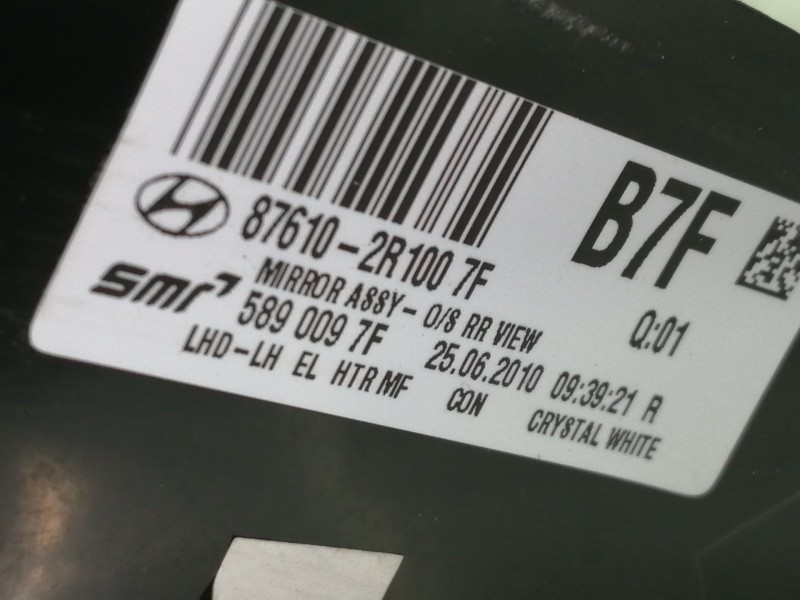 B7F
87610-2R100 7F
MIRROR ASSY-O/S RR VIEW
Q:01
smr
589 009 7F
25.06.2010 09:39:21 R
LHD-LH EL HTR MF CON CRYSTAL WHITE